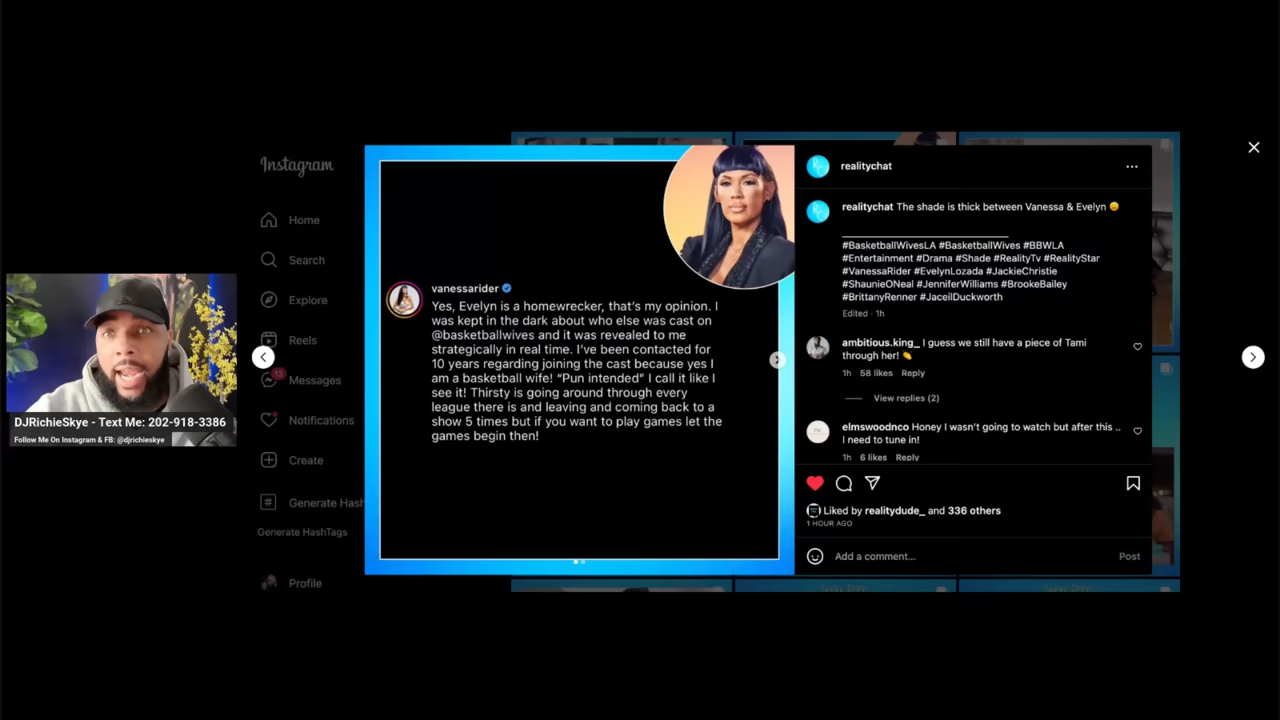 Instagram
Home
Search
Explore
Reels
13
Messages
Notifications
Create
Generate Hash
Generate HashTags
Profile
DJRichieSkye - Text Me: 202-918-3386
Follow Me On Instagram & FB: @djrichieskye
vanessarider
Yes, Evelyn is a homewrecker, that's my opinion. I
was kept in the dark about who else was cast on
@basketballwives and it was revealed to me
strategically in real time. I've been contacted for
10 years regarding joining the cast because yes I
am a basketball wife! “Pun intended” I call it like I
see it! Thirsty is going around through every
league there is and leaving and coming back to a
show 5 times but if you want to play games let the
games begin then!
realitychat
realitychat The shade is thick between Vanessa & Evelyn 😩
#BasketballWivesLA #BasketballWives #BBWLA
#Entertainment #Drama #Shade #RealityTv #RealityStar
#VanessaRider #EvelynLozada #JackieChristie
#ShaunieONeal #JenniferWilliams #BrookeBailey
#BrittanyRenner #JaceilDuckworth
Edited · 1h
ambitious.king_ I guess we still have a piece of Tami
through her! 👏
1h 58 likes Reply
View replies (2)
elmswoodnco Honey I wasn't going to watch but after this ..
I need to tune in!
1h 6 likes Reply
Liked by realitydude_ and 336 others
1 HOUR AGO
Add a comment...
Post